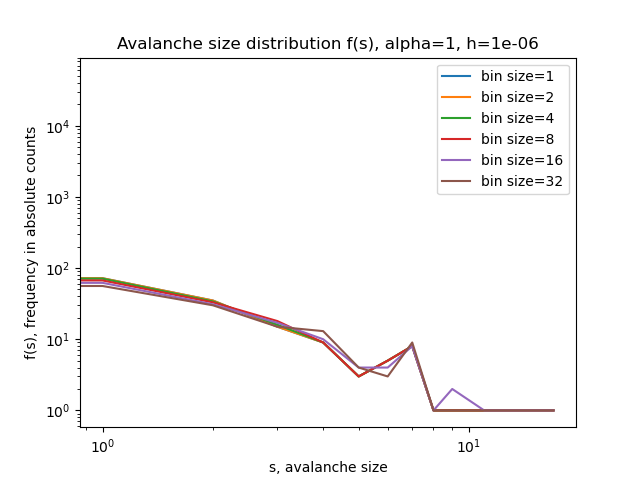 Avalanche size distribution f(s), alpha=1, h=1e-06
bin size=1
bin size=2
bin size=4
bin size=8
bin size=16
bin size=32
f(s), frequency in absolute counts
10⁴
10³
10²
10¹
10⁰
10⁰ 10¹
s, avalanche size